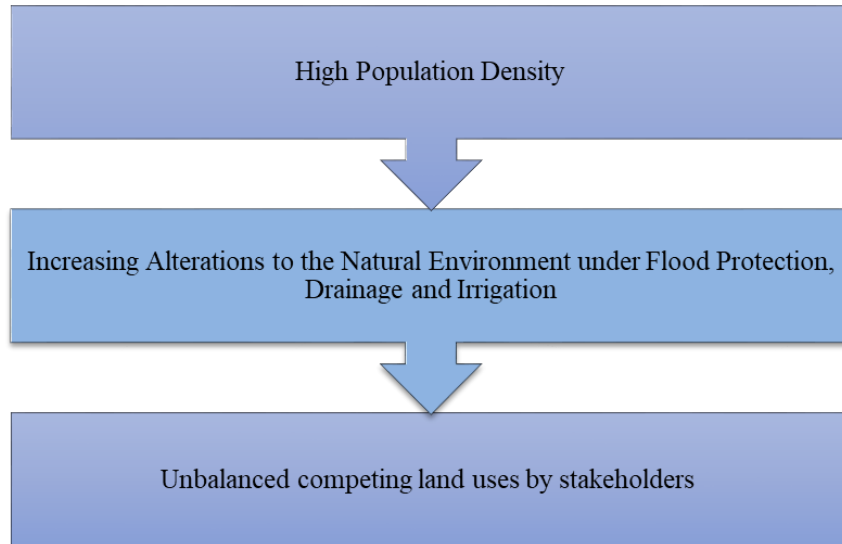 High Population Density
Increasing Alterations to the Natural Environment under Flood Protection,
Drainage and Irrigation
Unbalanced competing land uses by stakeholders